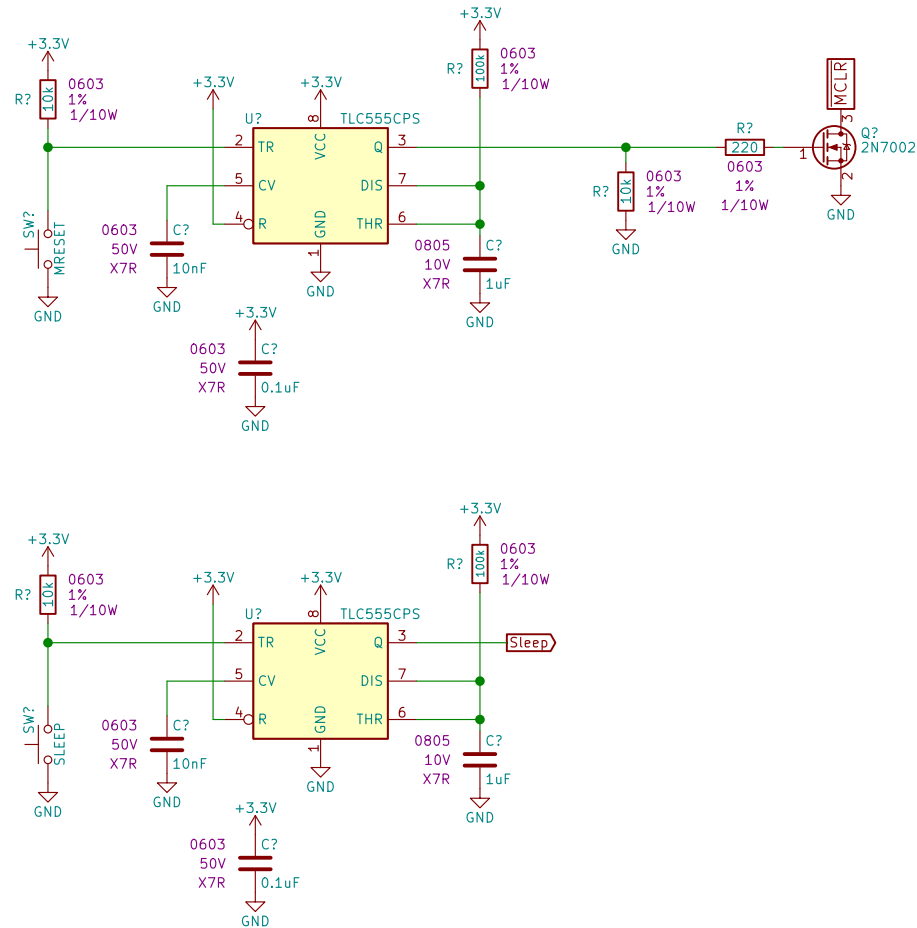 +3.3V
+3.3V
R?
10k
0603
1%
1/10W
+3.3V
+3.3V
R?
100k
0603
1%
1/10W
MCLR
U?
TLC555CPS
8
VCC
2
TR
Q
3
5
CV
DIS
7
4
R
THR
6
GND
1
GND
R?
220
0603
1%
1/10W
3
Q?
2N7002
1
2
GND
R?
10k
0603
1%
1/10W
GND
SW?
MRESET
GND
0603
50V
X7R
C?
10nF
GND
0805
10V
X7R
C?
1uF
GND
+3.3V
0603
50V
X7R
C?
0.1uF
GND
+3.3V
+3.3V
R?
10k
0603
1%
1/10W
+3.3V
+3.3V
R?
100k
0603
1%
1/10W
U?
TLC555CPS
8
VCC
2
TR
Q
3
Sleep
5
CV
DIS
7
4
R
THR
6
GND
1
GND
SW?
SLEEP
GND
0603
50V
X7R
C?
10nF
GND
0805
10V
X7R
C?
1uF
GND
+3.3V
0603
50V
X7R
C?
0.1uF
GND